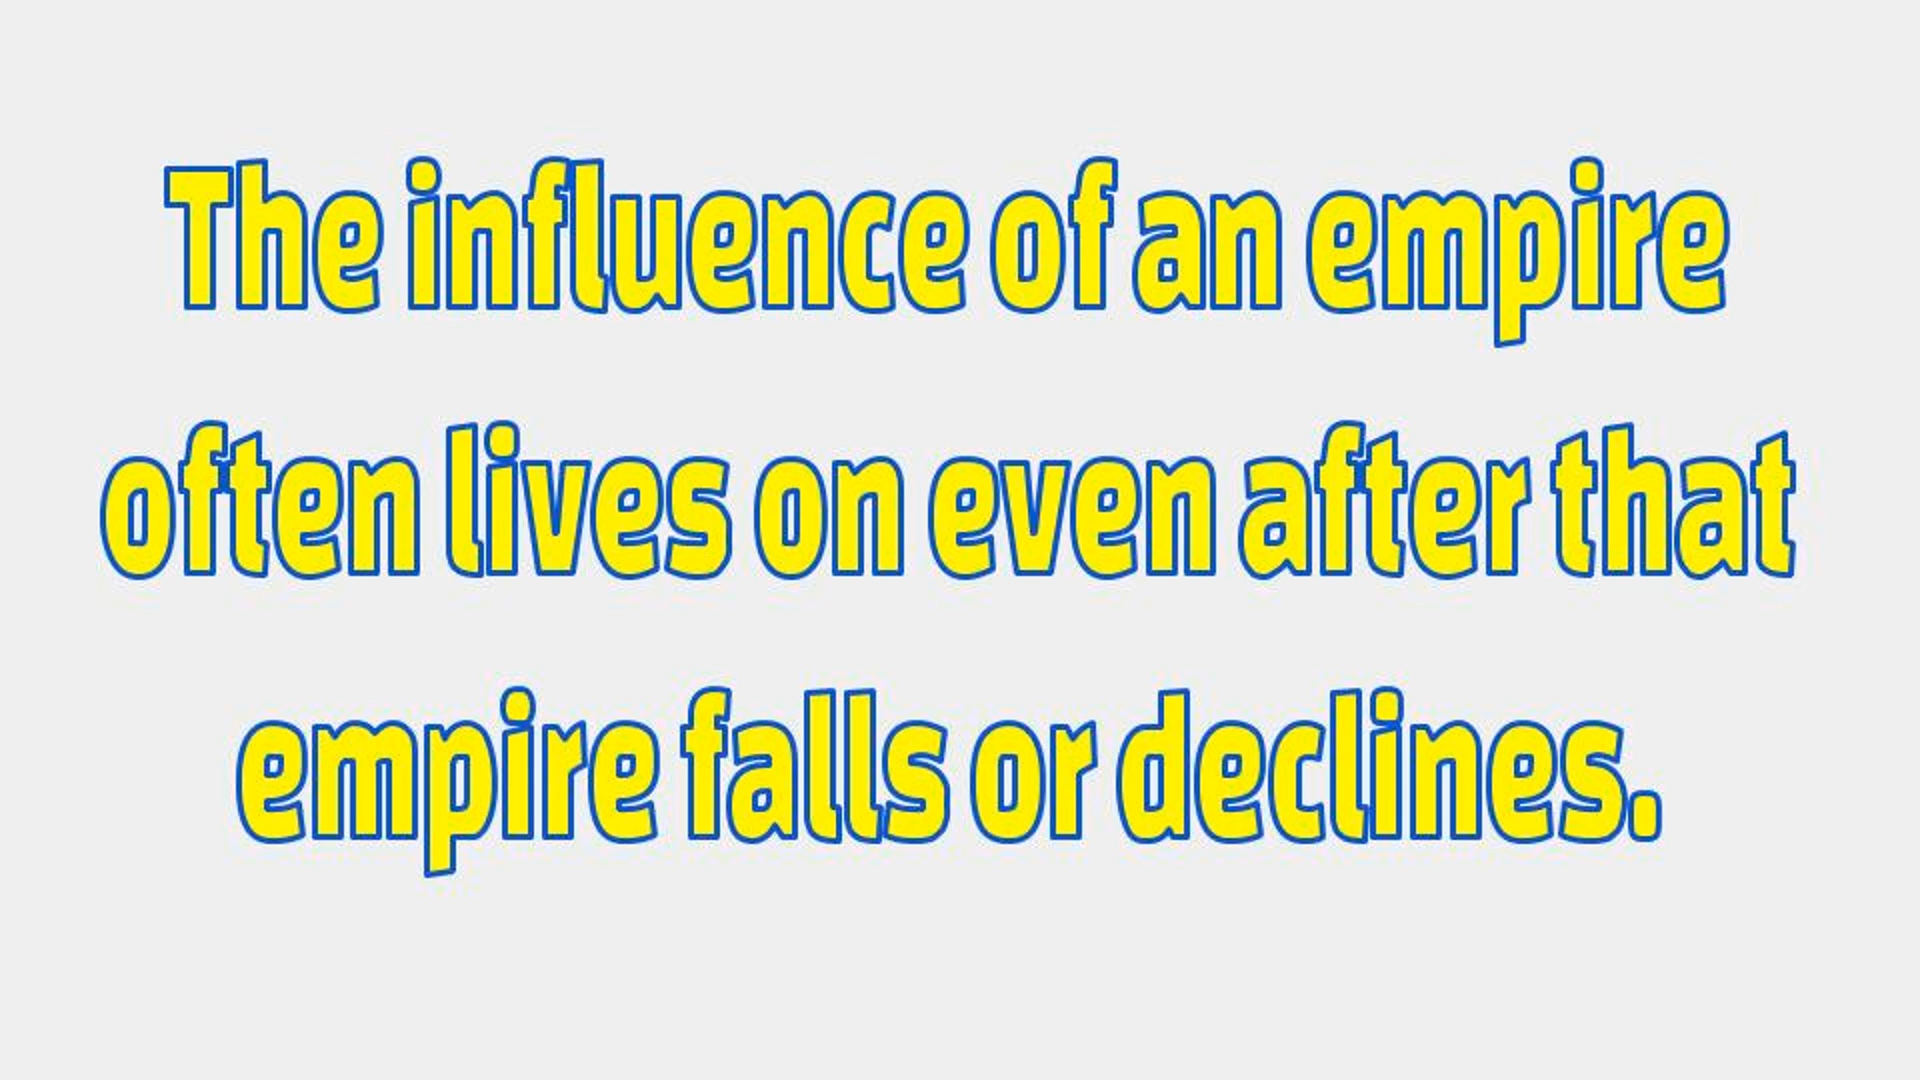 The influence of an empire
often lives on even after that
empire falls or declines.